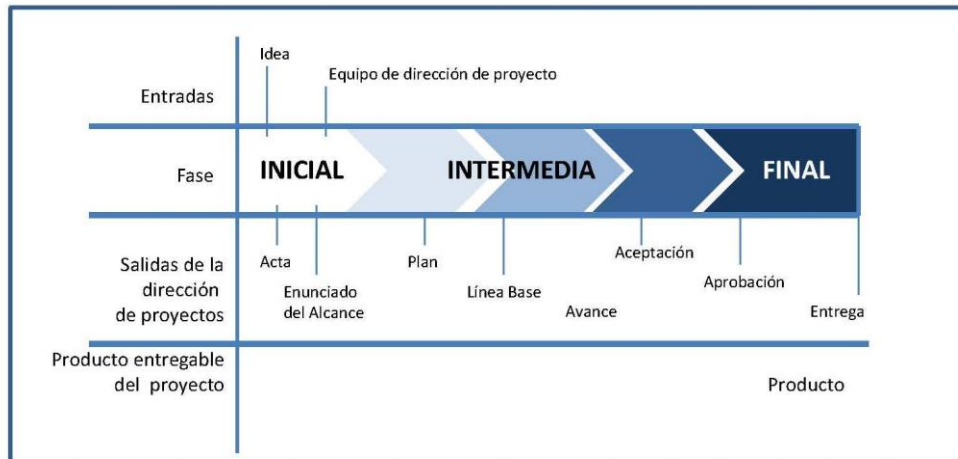 Idea
Equipo de dirección de proyecto
Entradas
Fase
INICIAL
INTERMEDIA
FINAL
Salidas de la
dirección
de proyectos
Acta
Enunciado
del Alcance
Plan
Línea Base
Avance
Aceptación
Aprobación
Entrega
Producto entregable
del proyecto
Producto